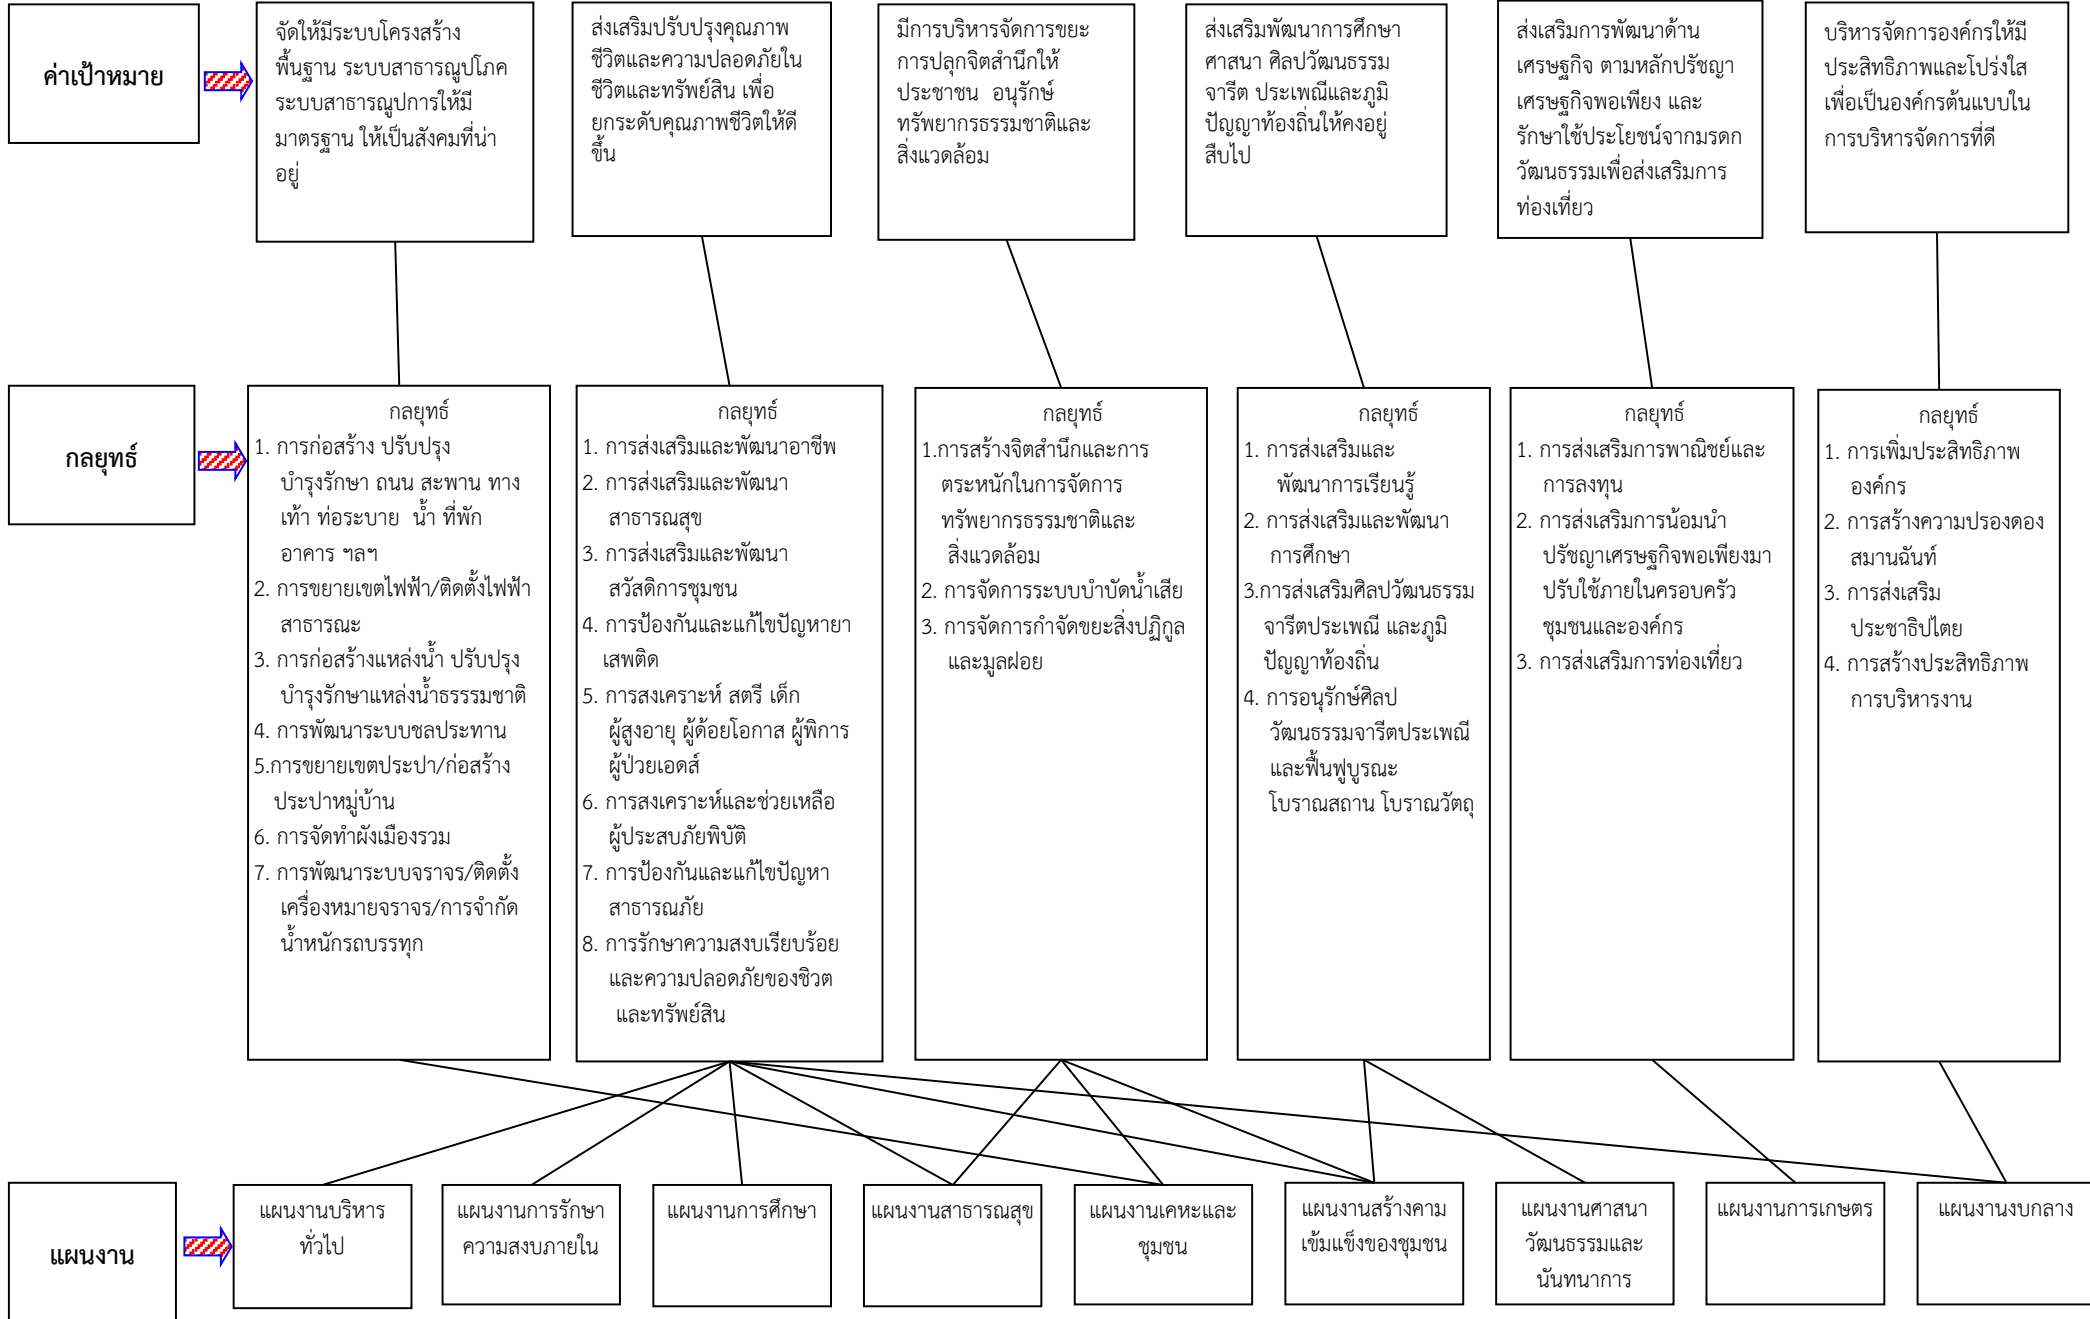 ค่าเป้าหมาย
จัดให้มีระบบโครงสร้าง
พื้นฐาน ระบบสาธารณูปโภค
ระบบสาธารณูปการให้มี
มาตรฐาน ให้เป็นสังคมที่น่า
อยู่
ส่งเสริมปรับปรุงคุณภาพ
ชีวิตและความปลอดภัยใน
ชีวิตและทรัพย์สิน เพื่อ
ยกระดับคุณภาพชีวิตให้ดี
ขึ้น
มีการบริหารจัดการขยะ
การปลุกจิตสำนึกให้
ประชาชน อนุรักษ์
ทรัพยากรธรรมชาติและ
สิ่งแวดล้อม
ส่งเสริมพัฒนาการศึกษา
ศาสนา ศิลปวัฒนธรรม
จารีต ประเพณีและภูมิ
ปัญญาท้องถิ่นให้คงอยู่
สืบไป
ส่งเสริมการพัฒนาด้าน
เศรษฐกิจ ตามหลักปรัชญา
เศรษฐกิจพอเพียง และ
รักษาใช้ประโยชน์จากมรดก
วัฒนธรรมเพื่อส่งเสริมการ
ท่องเที่ยว
บริหารจัดการองค์กรให้มี
ประสิทธิภาพและโปร่งใส
เพื่อเป็นองค์กรต้นแบบใน
การบริหารจัดการที่ดี
กลยุทธ์
กลยุทธ์
1. การก่อสร้าง ปรับปรุง
บำรุงรักษา ถนน สะพาน ทาง
เท้า ท่อระบาย น้ำ ที่พัก
อาคาร ฯลฯ
2. การขยายเขตไฟฟ้า/ติดตั้งไฟฟ้า
สาธารณะ
3. การก่อสร้างแหล่งน้ำ ปรับปรุง
บำรุงรักษาแหล่งน้ำธรรรมชาติ
4. การพัฒนาระบบชลประทาน
5.การขยายเขตประปา/ก่อสร้าง
ประปาหมู่บ้าน
6. การจัดทำผังเมืองรวม
7. การพัฒนาระบบจราจร/ติดตั้ง
เครื่องหมายจราจร/การจำกัด
น้ำหนักรถบรรทุก
กลยุทธ์
1. การส่งเสริมและพัฒนาอาชีพ
2. การส่งเสริมและพัฒนา
สาธารณสุข
3. การส่งเสริมและพัฒนา
สวัสดิการชุมชน
4. การป้องกันและแก้ไขปัญหายา
เสพติด
5. การสงเคราะห์ สตรี เด็ก
ผู้สูงอายุ ผู้ด้อยโอกาส ผู้พิการ
ผู้ป่วยเอดส์
6. การสงเคราะห์และช่วยเหลือ
ผู้ประสบภัยพิบัติ
7. การป้องกันและแก้ไขปัญหา
สาธารณภัย
8. การรักษาความสงบเรียบร้อย
และความปลอดภัยของชิวต
และทรัพย์สิน
กลยุทธ์
1.การสร้างจิตสำนึกและการ
ตระหนักในการจัดการ
ทรัพยากรธรรมชาติและ
สิ่งแวดล้อม
2. การจัดการระบบบำบัดน้ำเสีย
3. การจัดการกำจัดขยะสิ่งปฏิกูล
และมูลฝอย
กลยุทธ์
1. การส่งเสริมและ
พัฒนาการเรียนรู้
2. การส่งเสริมและพัฒนา
การศึกษา
3.การส่งเสริมศิลปวัฒนธรรม
จารีตประเพณี และภูมิ
ปัญญาท้องถิ่น
4. การอนุรักษ์ศิลป
วัฒนธรรมจารีตประเพณี
และฟื้นฟูบูรณะ
โบราณสถาน โบราณวัตถุ
กลยุทธ์
1. การส่งเสริมการพาณิชย์และ
การลงทุน
2. การส่งเสริมการน้อมนำ
ปรัชญาเศรษฐกิจพอเพียงมา
ปรับใช้ภายในครอบครัว
ชุมชนและองค์กร
3. การส่งเสริมการท่องเที่ยว
กลยุทธ์
1. การเพิ่มประสิทธิภาพ
องค์กร
2. การสร้างความปรองดอง
สมานฉันท์
3. การส่งเสริม
ประชาธิปไตย
4. การสร้างประสิทธิภาพ
การบริหารงาน
แผนงาน
แผนงานบริหาร
ทั่วไป
แผนงานการรักษา
ความสงบภายใน
แผนงานการศึกษา
แผนงานสาธารณสุข
แผนงานเคหะและ
ชุมชน
แผนงานสร้างคาม
เข้มแข็งของชุมชน
แผนงานศาสนา
วัฒนธรรมและ
นันทนาการ
แผนงานการเกษตร
แผนงานงบกลาง